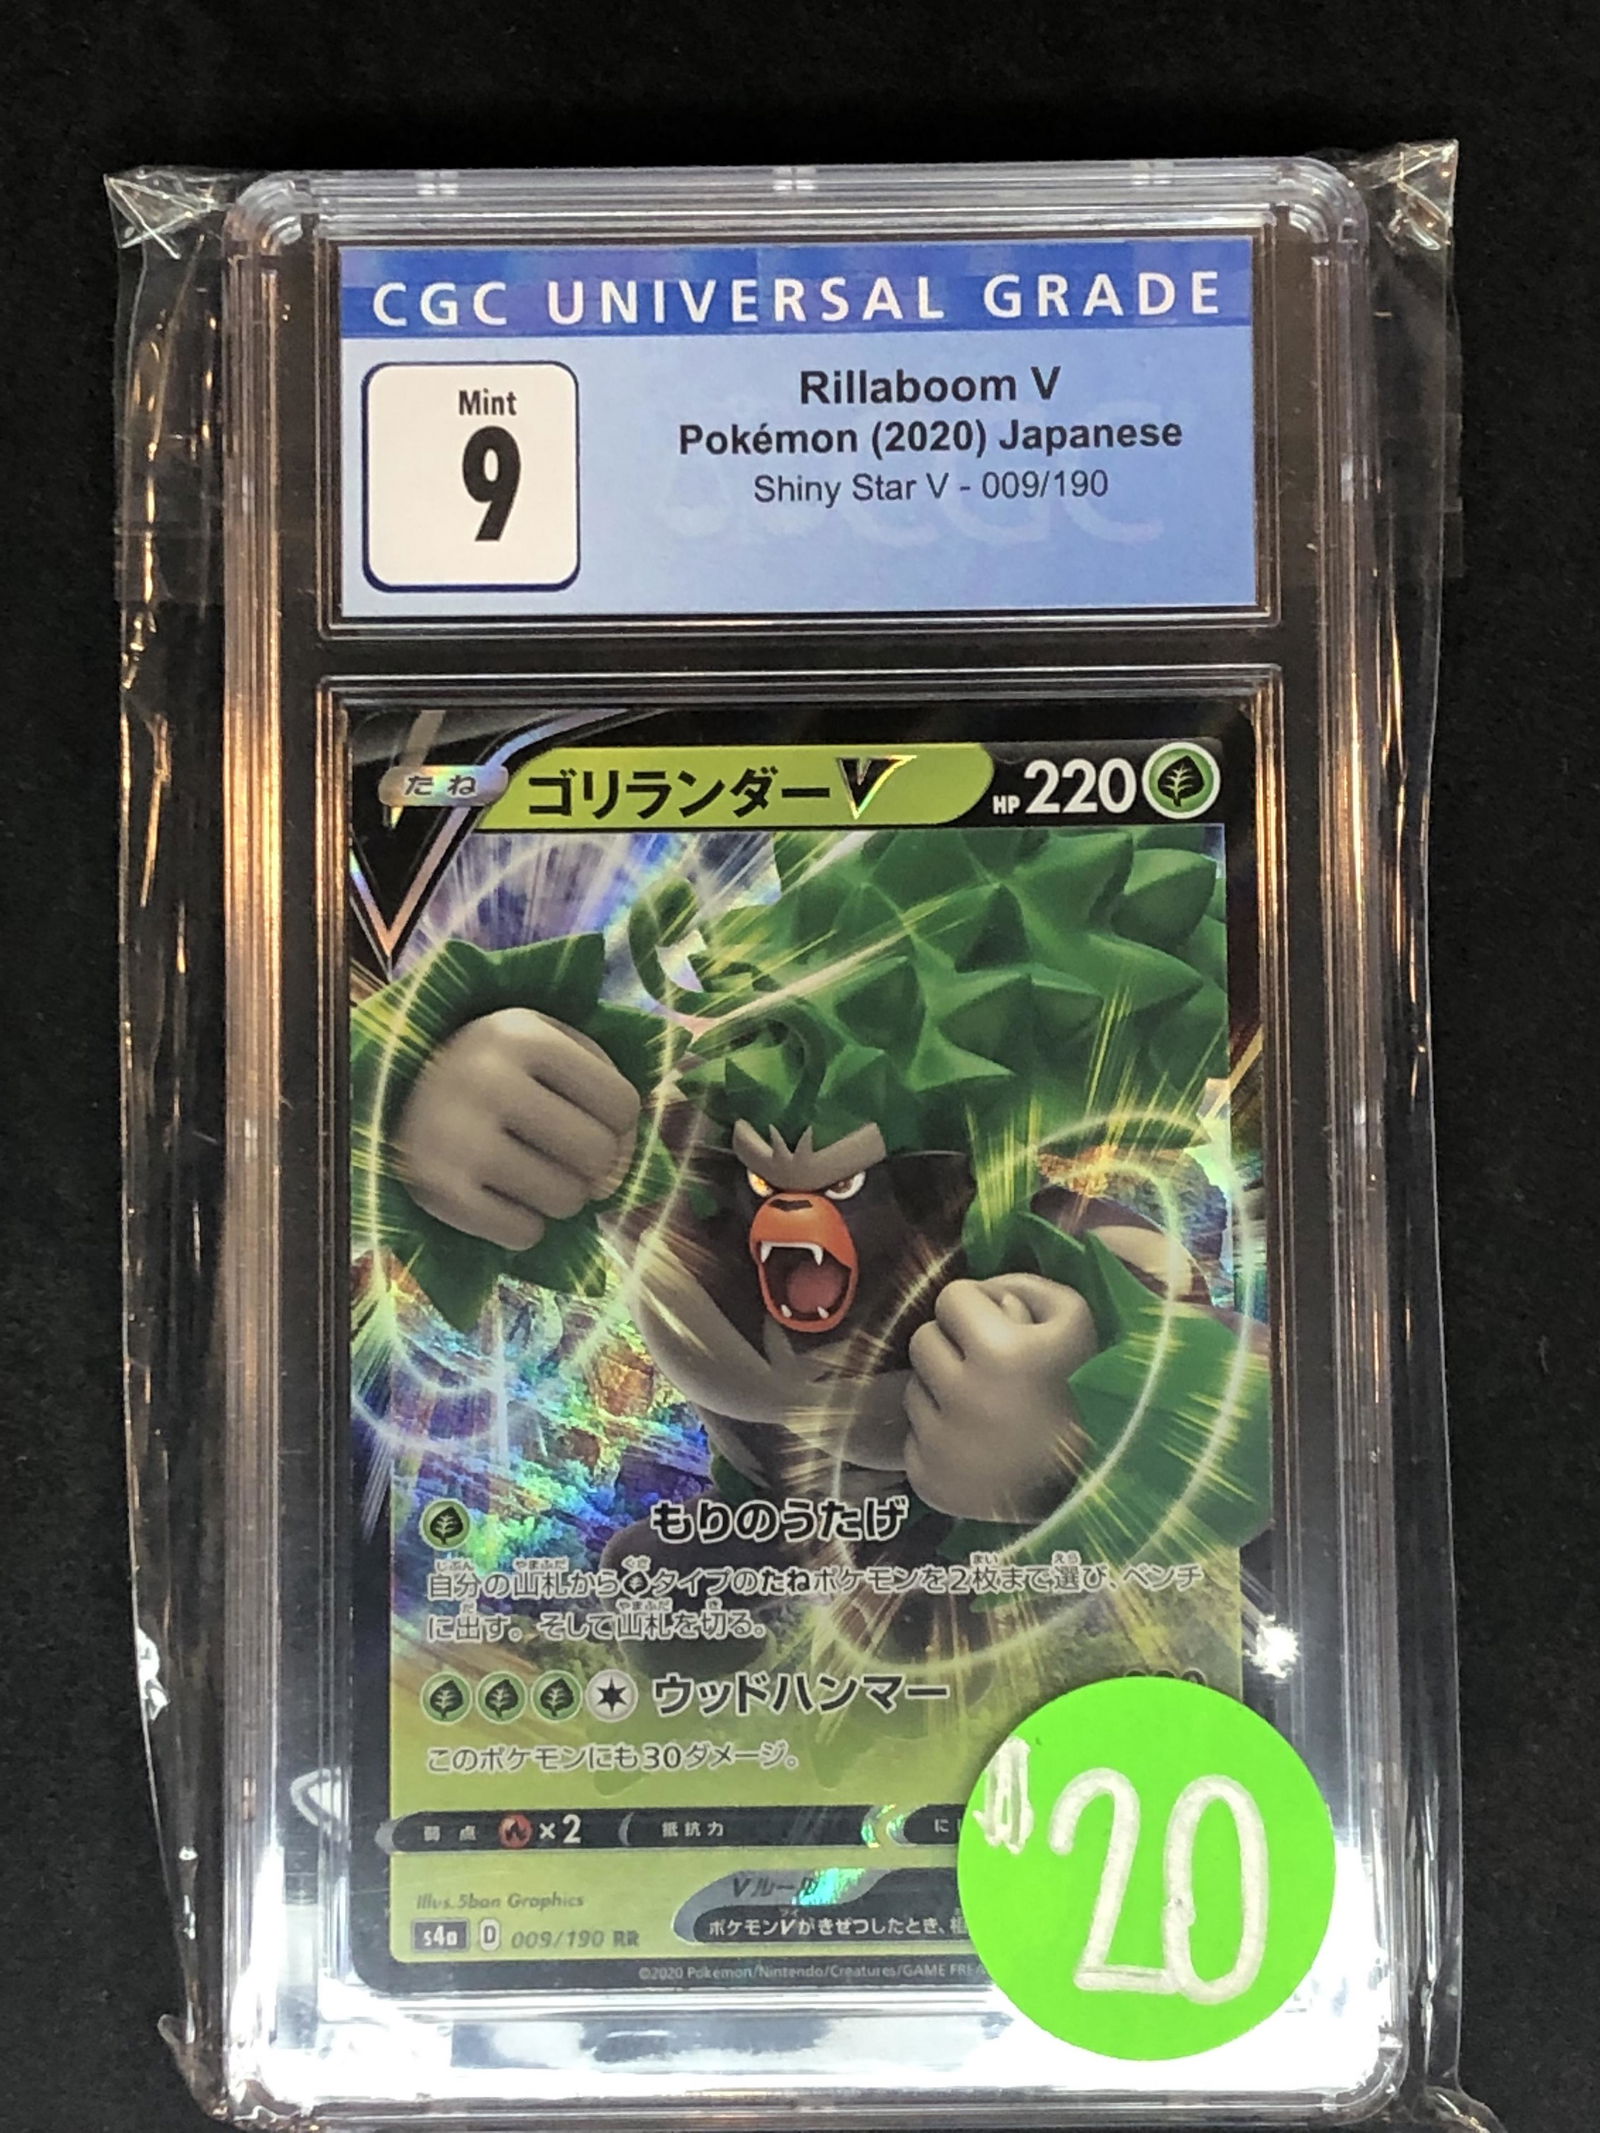 CGC UNIVERSAL GRADE
Mint
9
Rillaboom V
Pokémon (2020) Japanese
Shiny Star V - 009/190
たね
ゴリランダーV
HP 220
もりのうたげ
自分の山札からタイプのたねポケモンを2枚まで選び、ベンチ
に出す。そして山札を切る。
ウッドハンマー
このポケモンにも30ダメージ。
弱点 ×2
抵抗力
に
Illus. 5ban Graphics
Vルール
ポケモンVがきぜつしたとき、
s4a D 009/190 RR
©2020 Pokémon/Nintendo/Creatures/GAME
$20